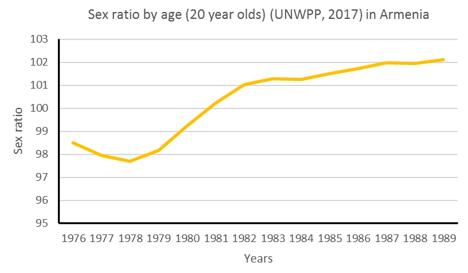 Sex ratio by age (20 year olds) (UNWPP, 2017) in Armenia
103
102
101
100
99
98
97
96
95
Sex ratio
1976 1977 1978 1979 1980 1981 1982 1983 1984 1985 1986 1987 1988 1989
Years